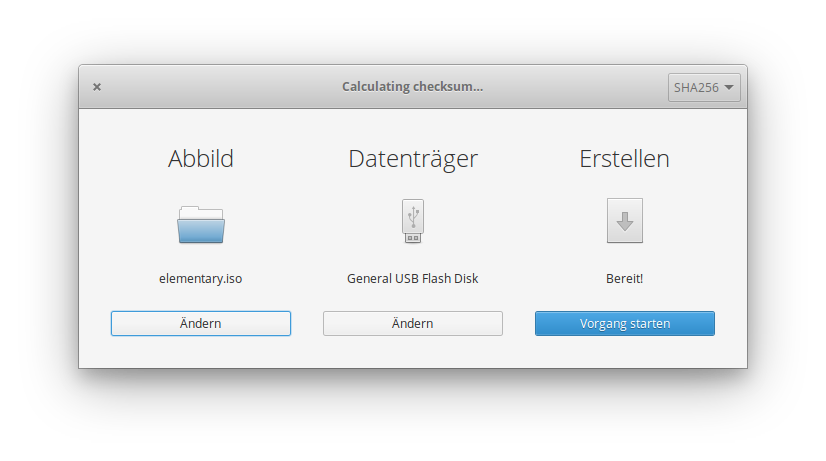 Calculating checksum...
SHA256
Abbild
Datenträger
Erstellen
elementary.iso
General USB Flash Disk
Bereit!
Ändern
Ändern
Vorgang starten